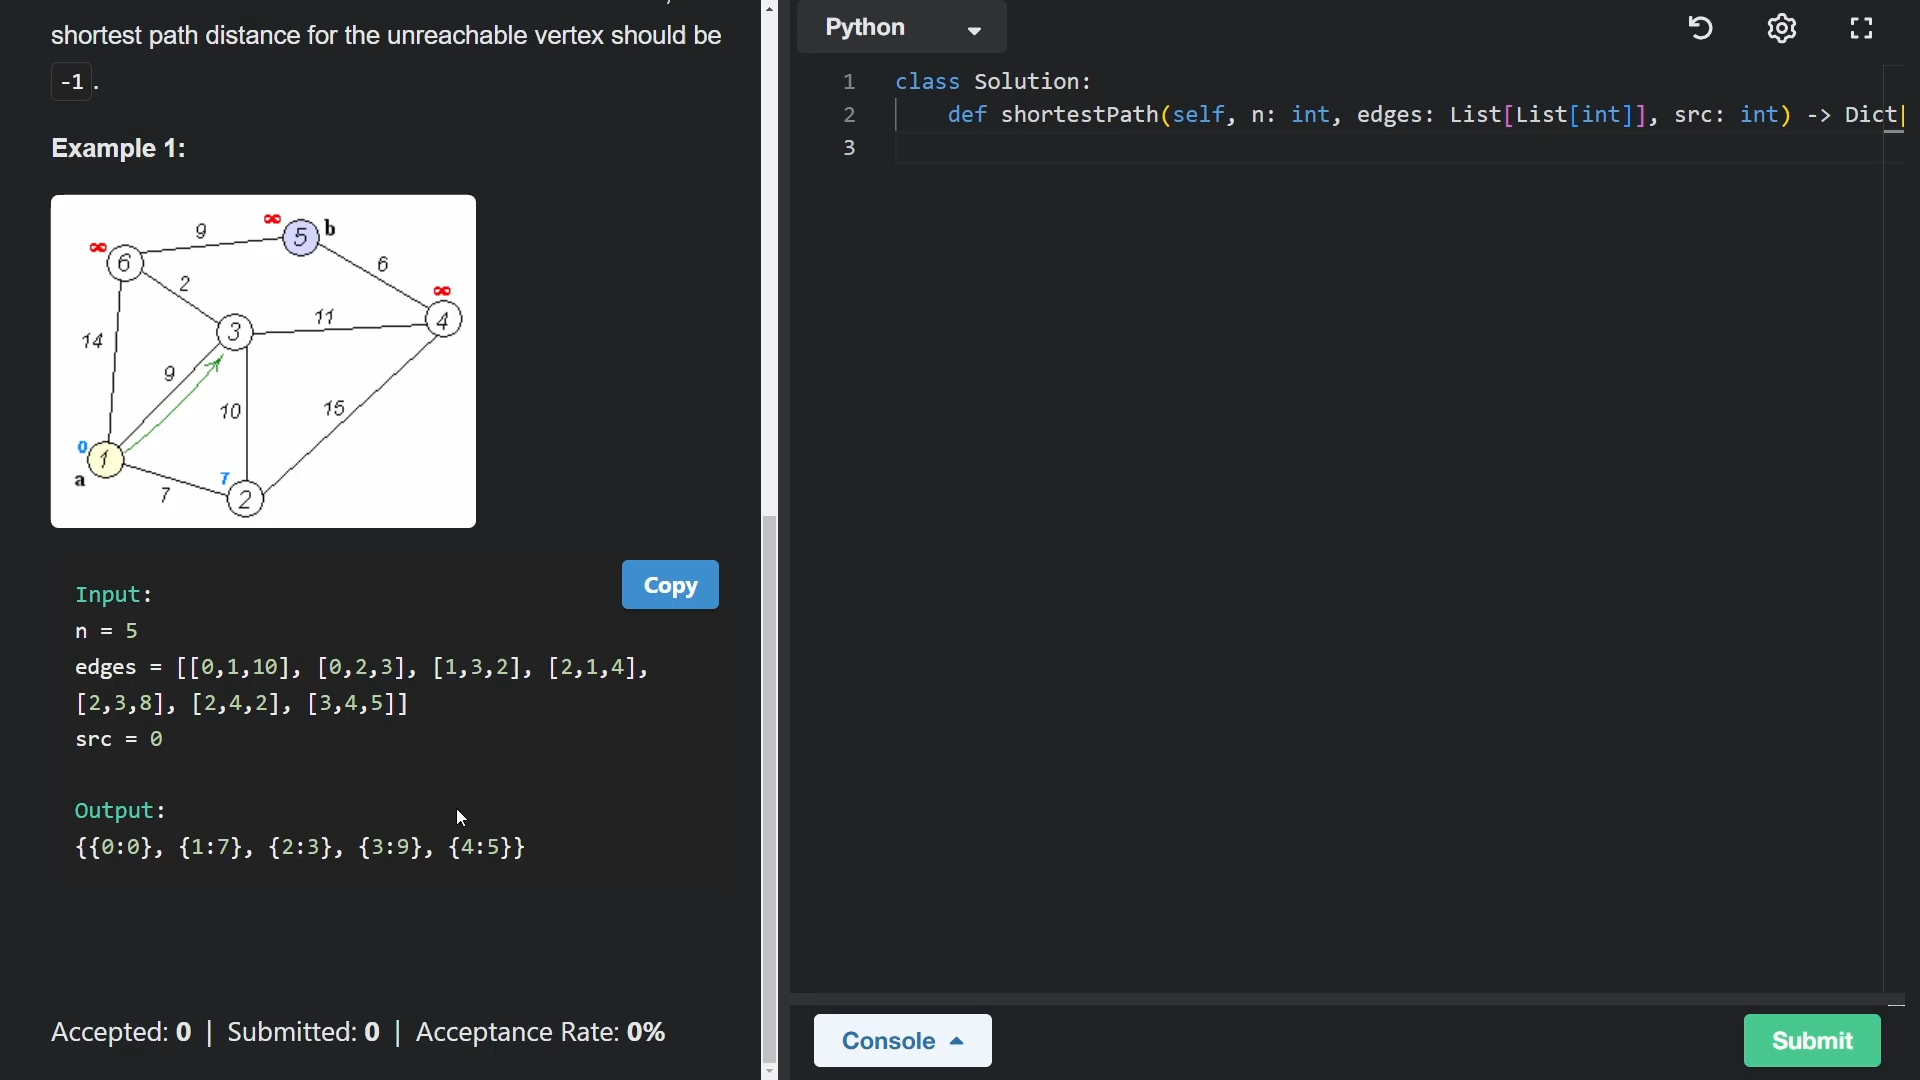 shortest path distance for the unreachable vertex should be
-1.
Example 1:
9
∞
5
b
∞
6
6
2
∞
4
11
3
14
9
10
15
0
1
a
7
7
2
Copy
Input:
n = 5
edges = [[0,1,10], [0,2,3], [1,3,2], [2,1,4],
[2,3,8], [2,4,2], [3,4,5]]
src = 0
Output:
{{0:0}, {1:7}, {2:3}, {3:9}, {4:5}}
Accepted: 0 | Submitted: 0 | Acceptance Rate: 0%
Python
1 class Solution:
2 def shortestPath(self, n: int, edges: List[List[int]], src: int) -> Dict
3
Console
Submit